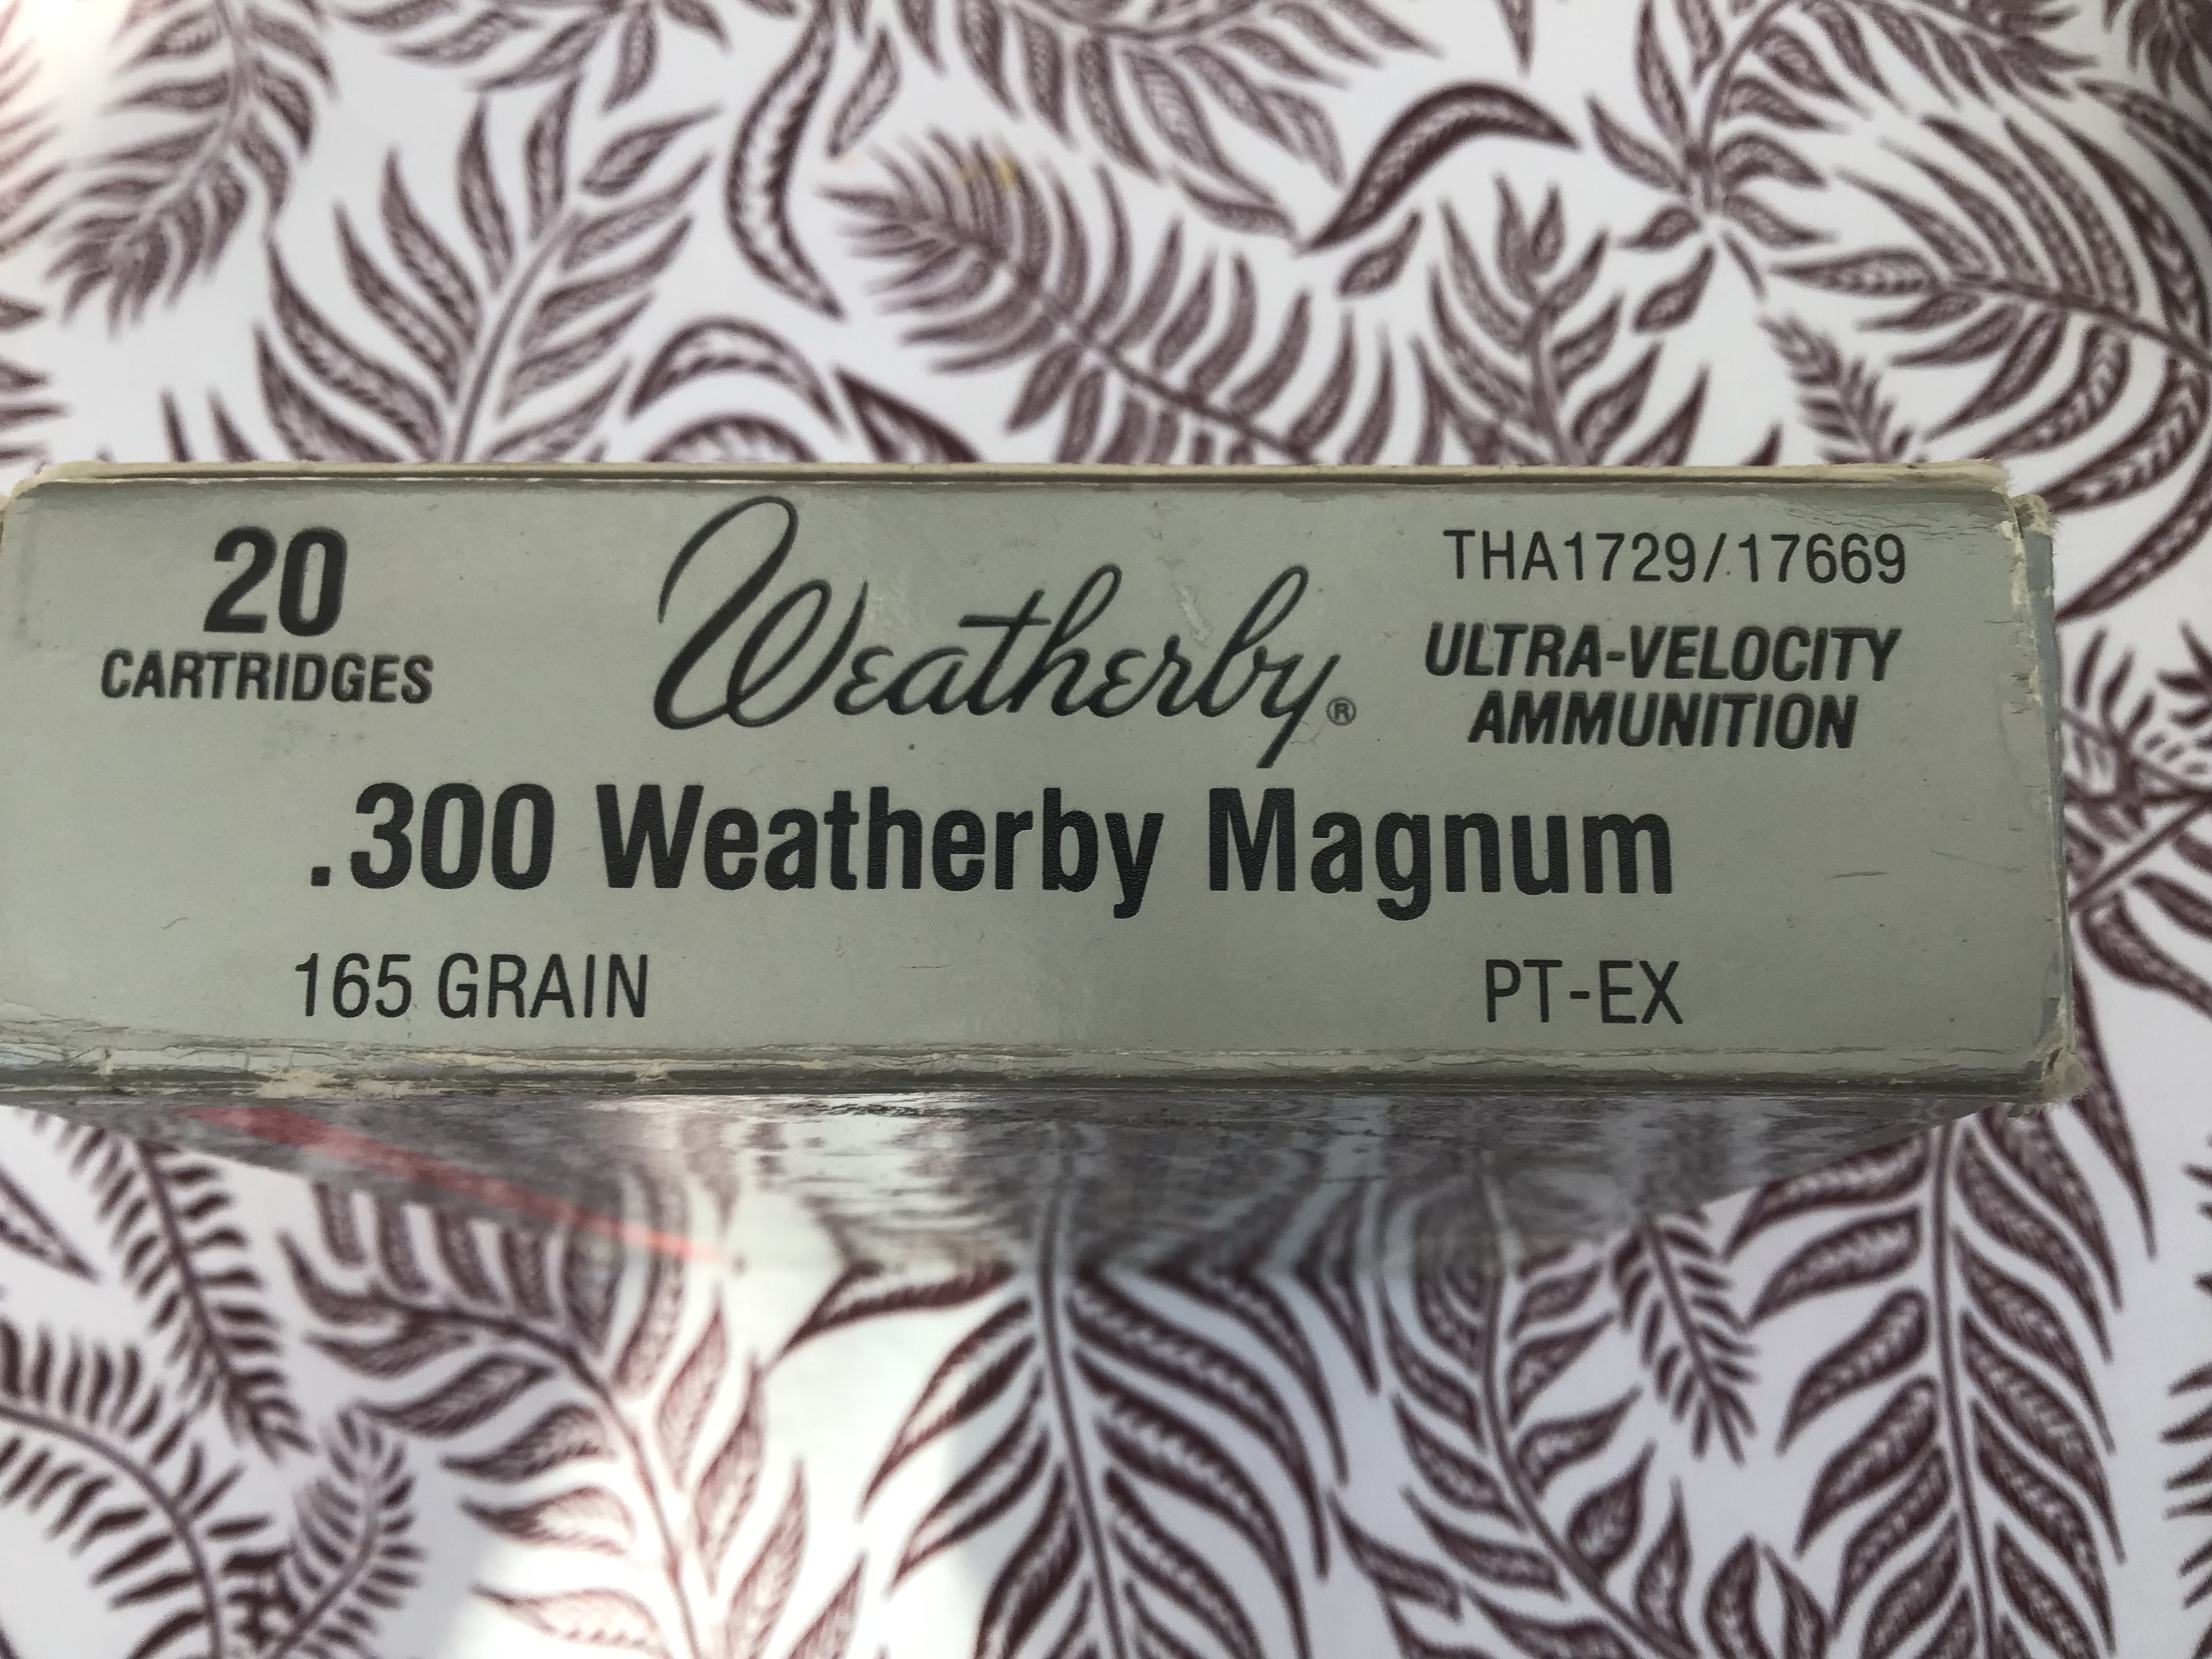 20
CARTRIDGES
Weatherby®
THA1729/17669
ULTRA-VELOCITY
AMMUNITION
.300 Weatherby Magnum
165 GRAIN
PT-EX